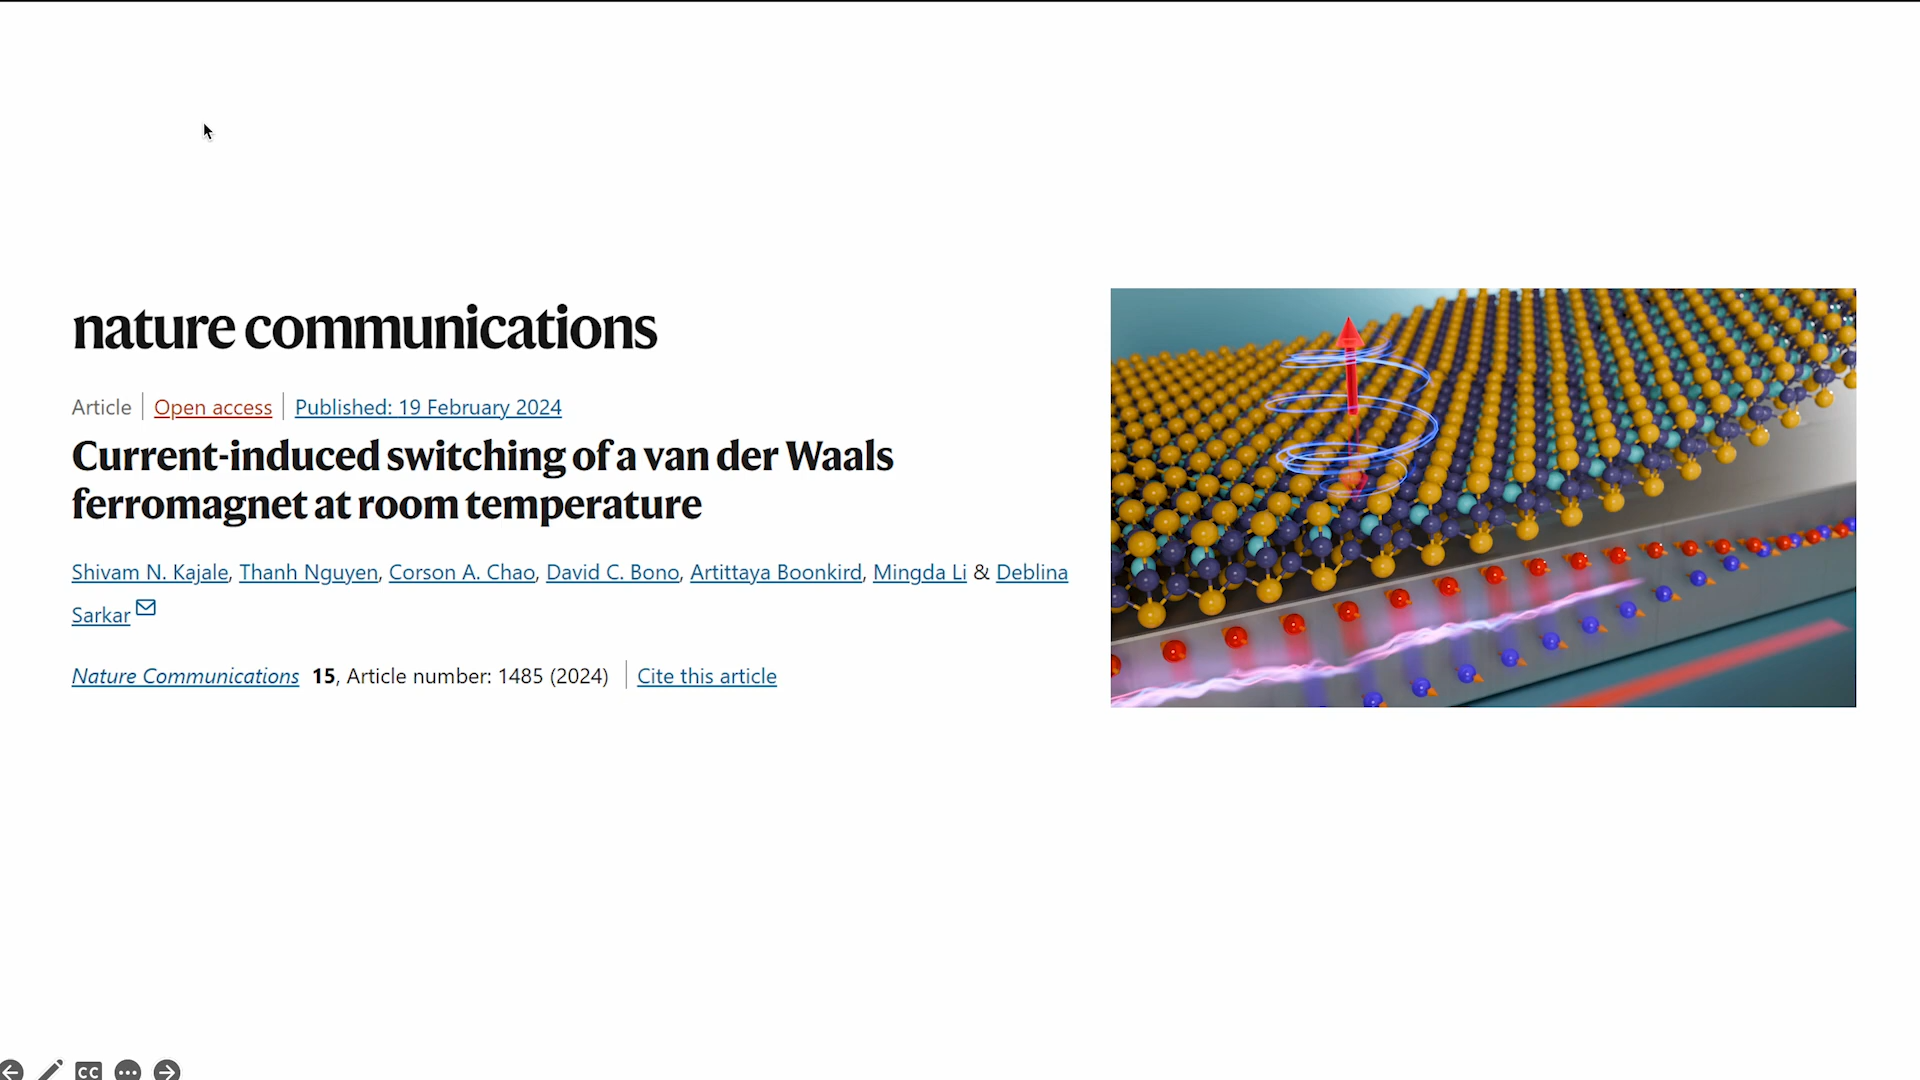 nature communications
Article Open access Published: 19 February 2024
Current-induced switching of a van der Waals
ferromagnet at room temperature
Shivam N. Kajale, Thanh Nguyen, Corson A. Chao, David C. Bono, Artittaya Boonkird, Mingda Li & Deblina
Sarkar
Nature Communications 15, Article number: 1485 (2024) Cite this article
CC